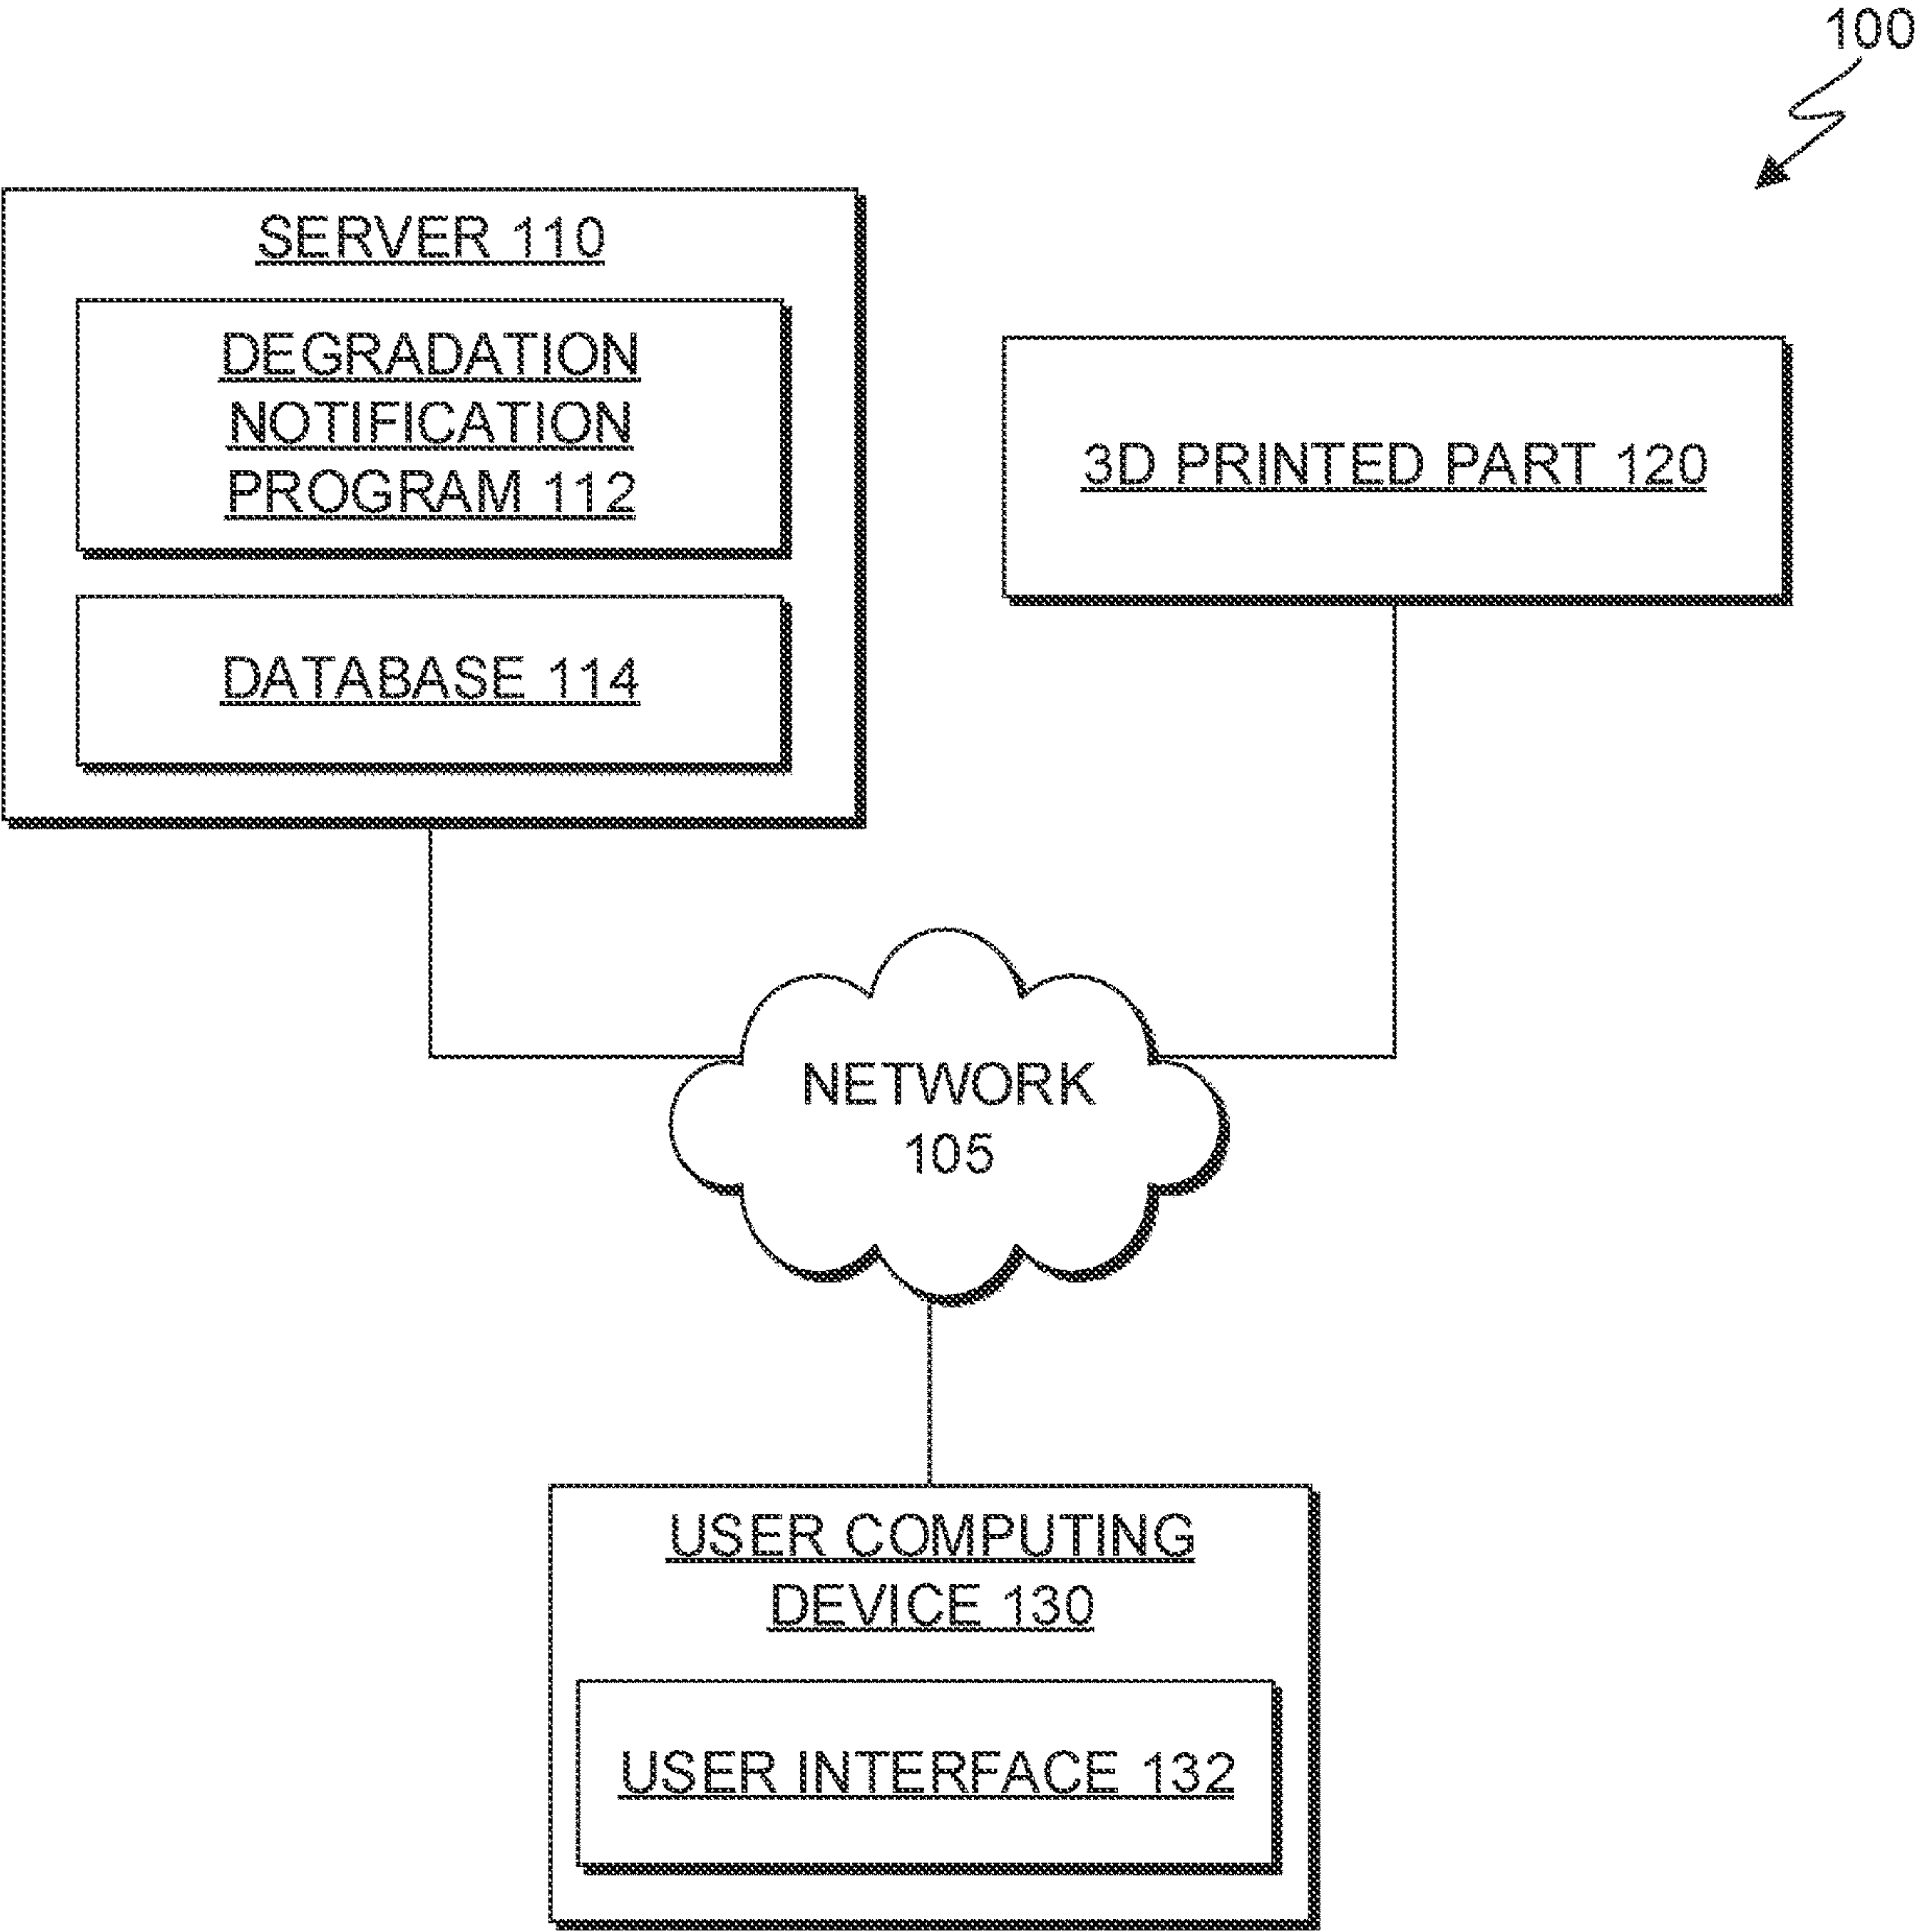 100
SERVER 110
DEGRADATION
NOTIFICATION
PROGRAM 112
DATABASE 114
3D PRINTED PART 120
NETWORK
105
USER COMPUTING
DEVICE 130
USER INTERFACE 132